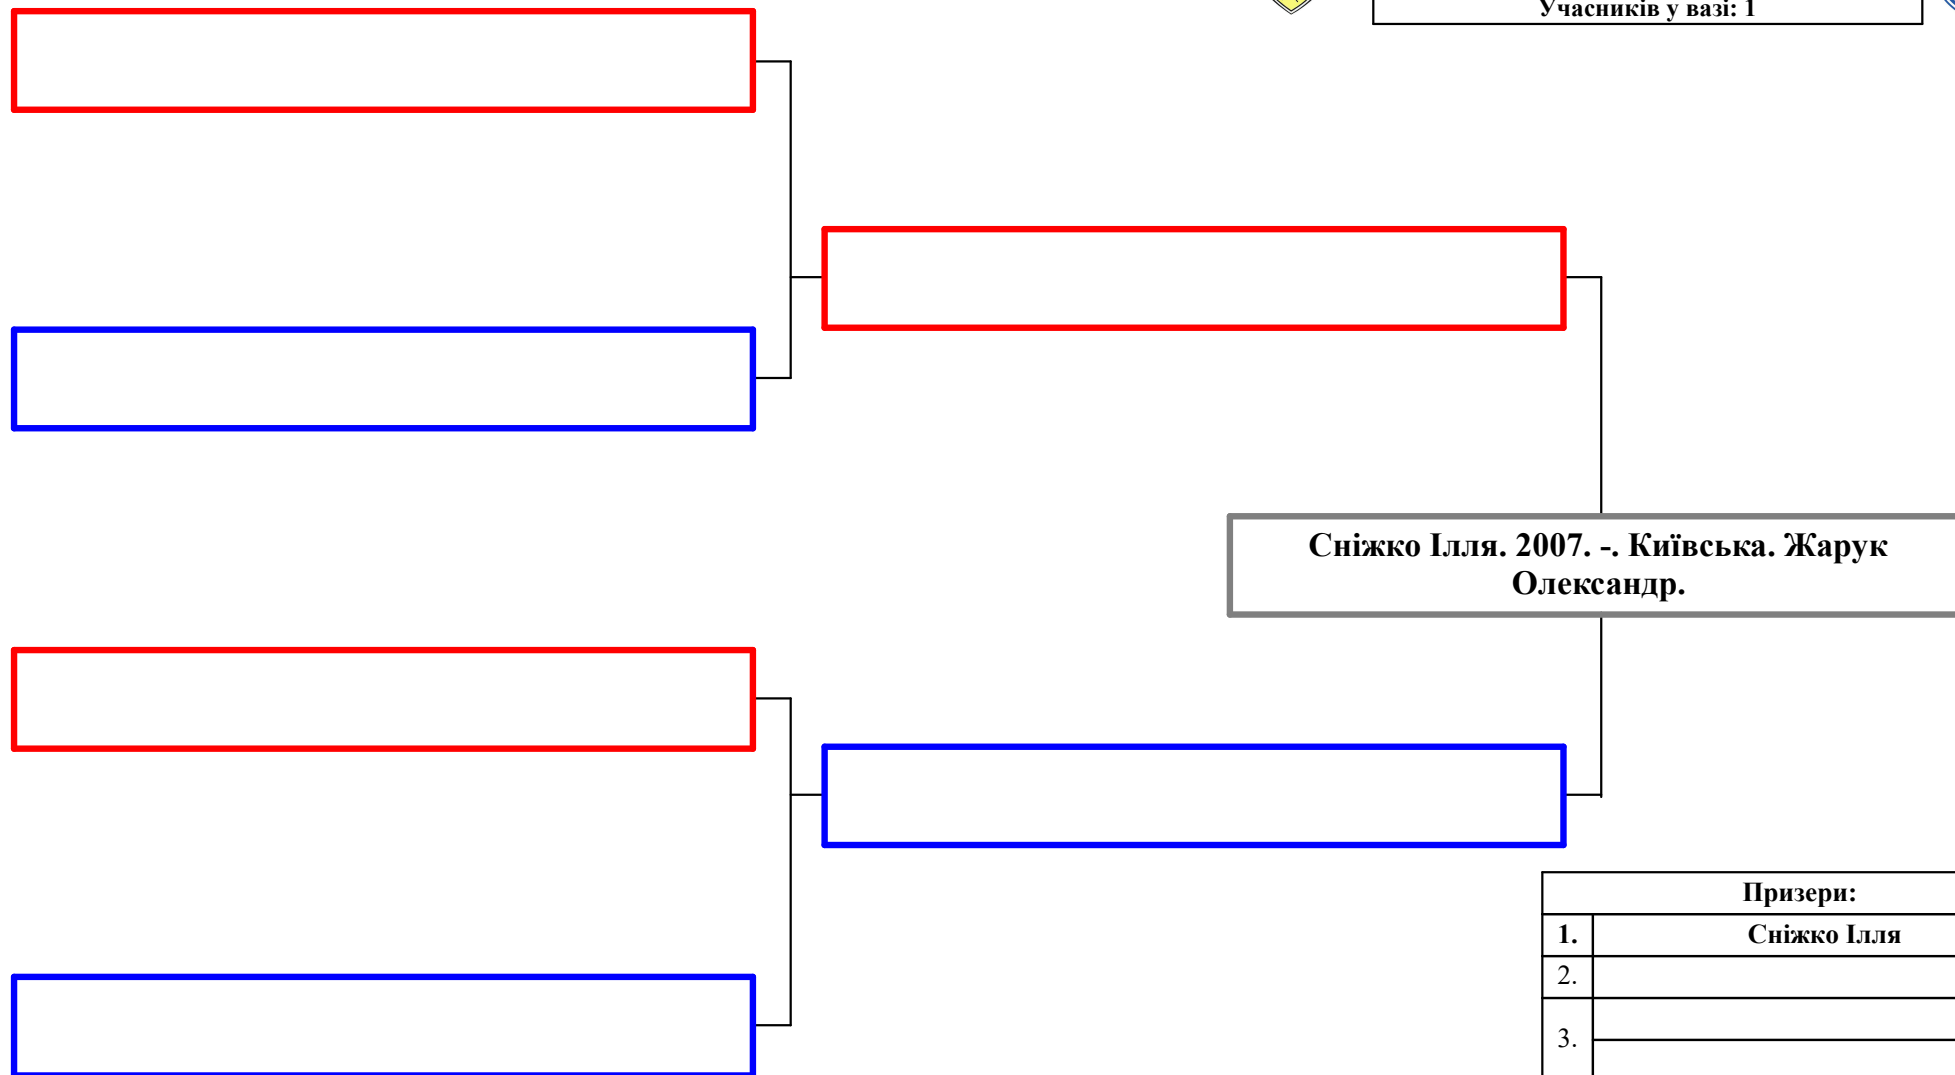 Учасників у вазі: 1
Сніжко Ілля. 2007. -. Київська. Жарук
Олександр.
Призери:
1. Сніжко Ілля
2.
3.